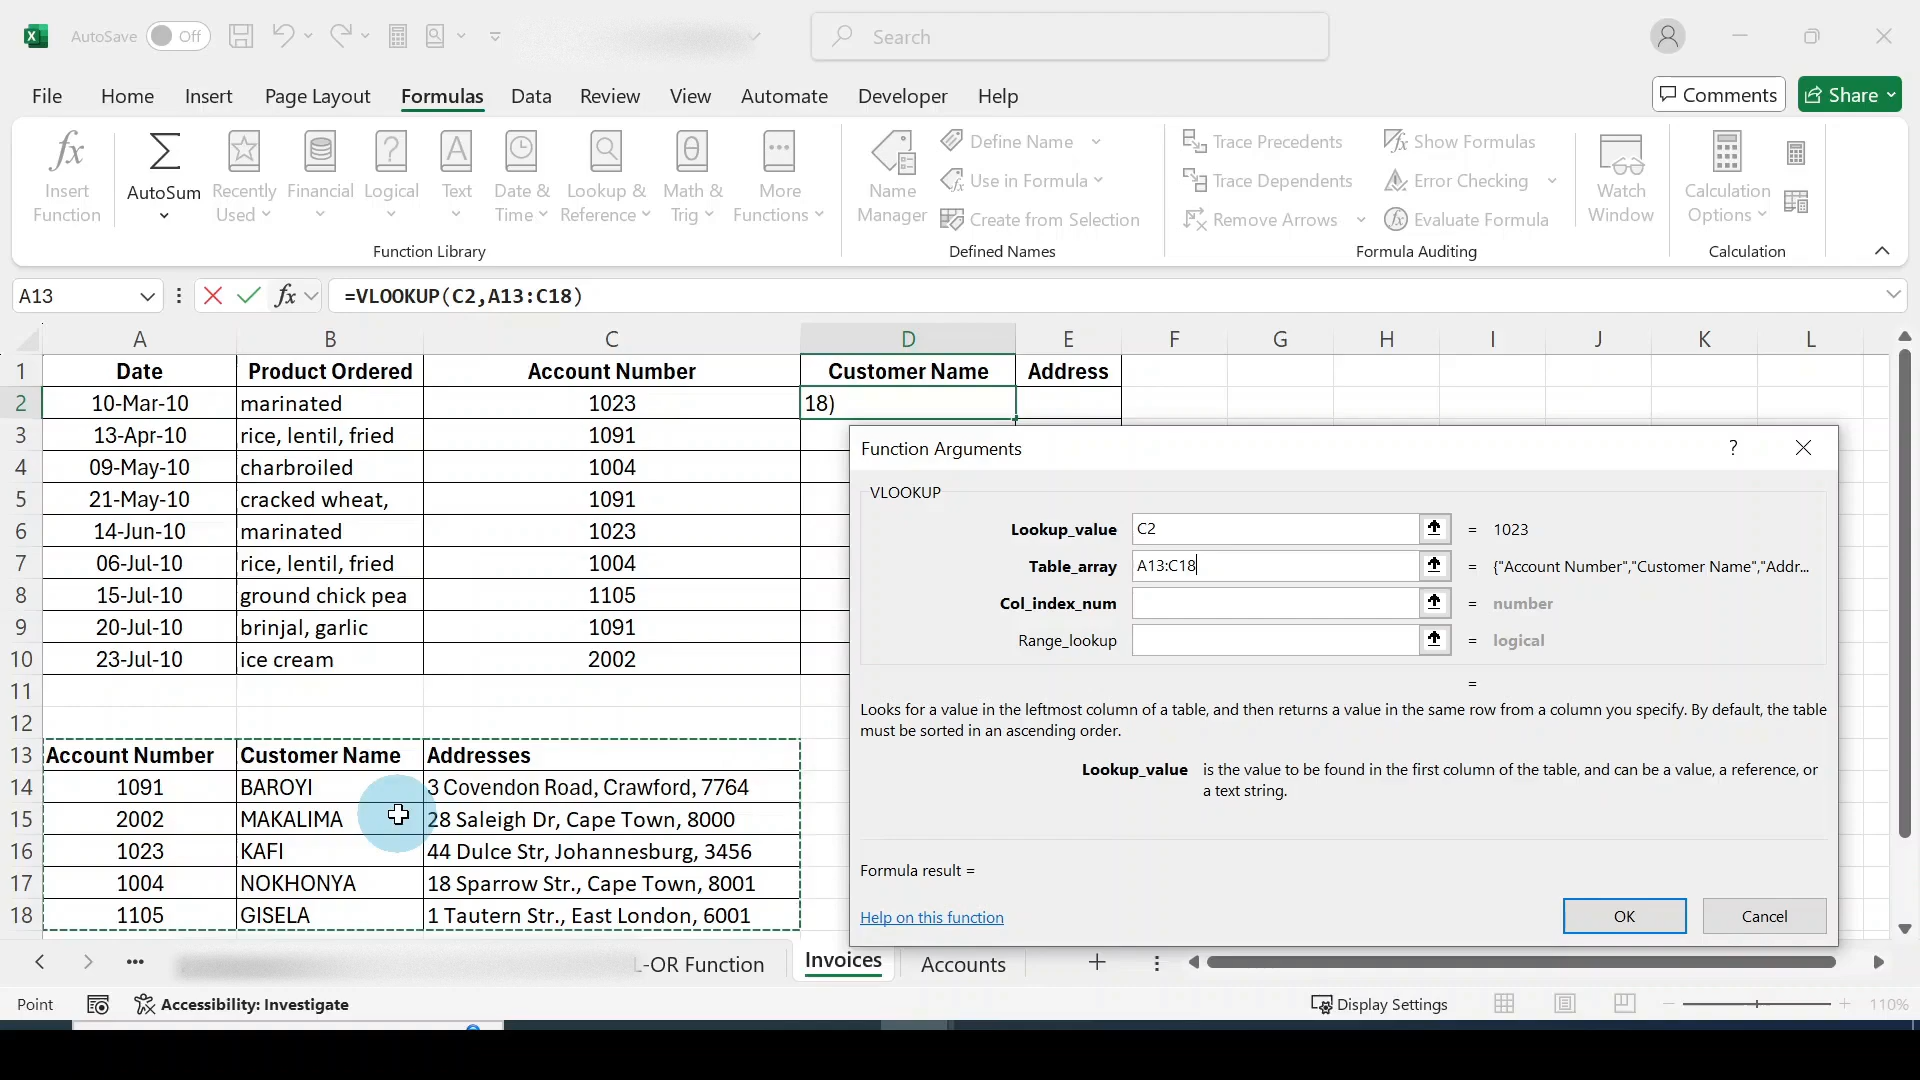 AutoSave Off Search
File Home Insert Page Layout Formulas Data Review View Automate Developer Help Comments Share
Insert Function
AutoSum
Recently Used
Financial
Logical
Text
Date & Time
Lookup & Reference
Math & Trig
More Functions
Function Library
Name Manager
Define Name
Use in Formula
Create from Selection
Defined Names
Trace Precedents
Trace Dependents
Remove Arrows
Show Formulas
Error Checking
Evaluate Formula
Formula Auditing
Watch Window
Calculation Options
Calculation
A13 fx =VLOOKUP(C2,A13:C18)
A B C D E F G H I J K L
1 Date Product Ordered Account Number Customer Name Address
2 10-Mar-10 marinated 1023 18)
3 13-Apr-10 rice, lentil, fried 1091
4 09-May-10 charbroiled 1004
5 21-May-10 cracked wheat, 1091
6 14-Jun-10 marinated 1023
7 06-Jul-10 rice, lentil, fried 1004
8 15-Jul-10 ground chick pea 1105
9 20-Jul-10 brinjal, garlic 1091
10 23-Jul-10 ice cream 2002
11
12
13 Account Number Customer Name Addresses
14 1091 BAROYI 3 Covendon Road, Crawford, 7764
15 2002 MAKALIMA 28 Saleigh Dr, Cape Town, 8000
16 1023 KAFI 44 Dulce Str, Johannesburg, 3456
17 1004 NOKHONYA 18 Sparrow Str., Cape Town, 8001
18 1105 GISELA 1 Tautern Str., East London, 6001
Function Arguments ?
VLOOKUP
Lookup_value C2 = 1023
Table_array A13:C18 = {"Account Number","Customer Name","Addr...
Col_index_num = number
Range_lookup = logical
=
Looks for a value in the leftmost column of a table, and then returns a value in the same row from a column you specify. By default, the table
must be sorted in an ascending order.
Lookup_value is the value to be found in the first column of the table, and can be a value, a reference, or
a text string.
Formula result =
Help on this function
OK Cancel
L-OR Function Invoices Accounts
Point Accessibility: Investigate Display Settings 110%